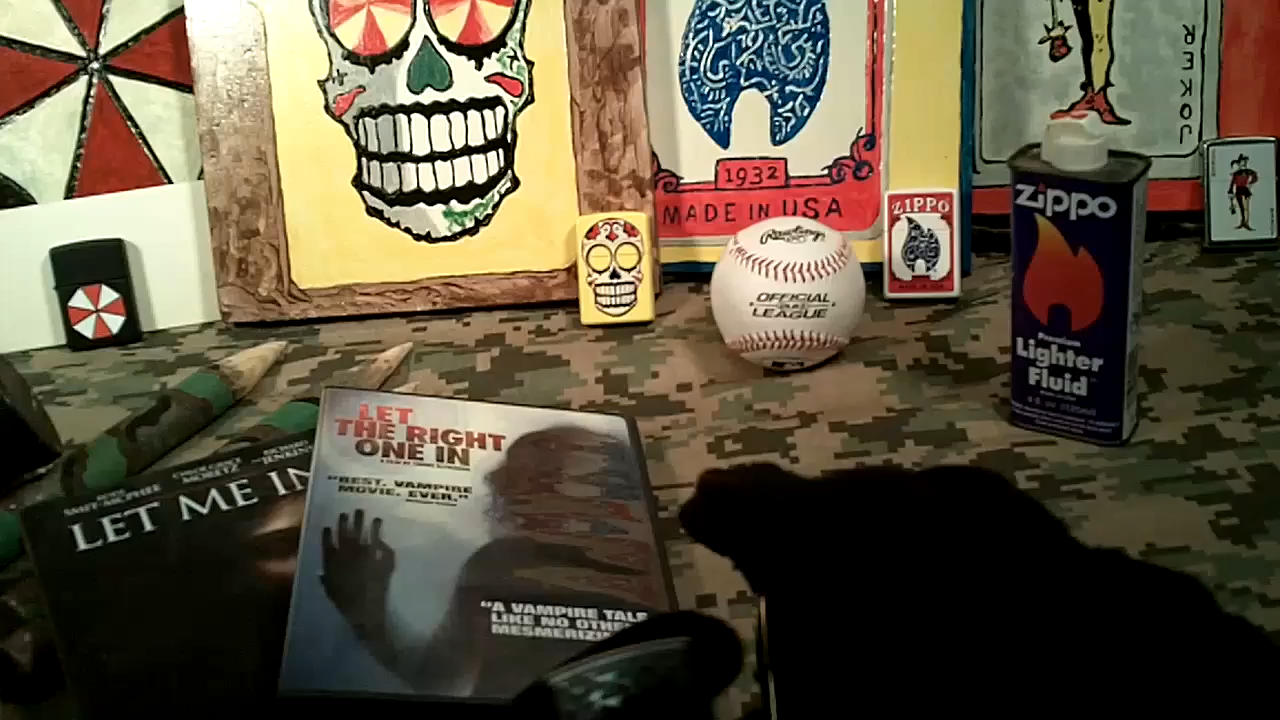 1932
MADE IN USA
JOKER
ZIPPO
Rawlings
OFFICIAL
LEAGUE
zippo
Premium
Lighter
Fluid
LET
THE RIGHT
ONE IN
"BEST. VAMPIRE
MOVIE. EVER."
"A VAMPIRE TALE
LIKE NO OTHER
LET ME IN